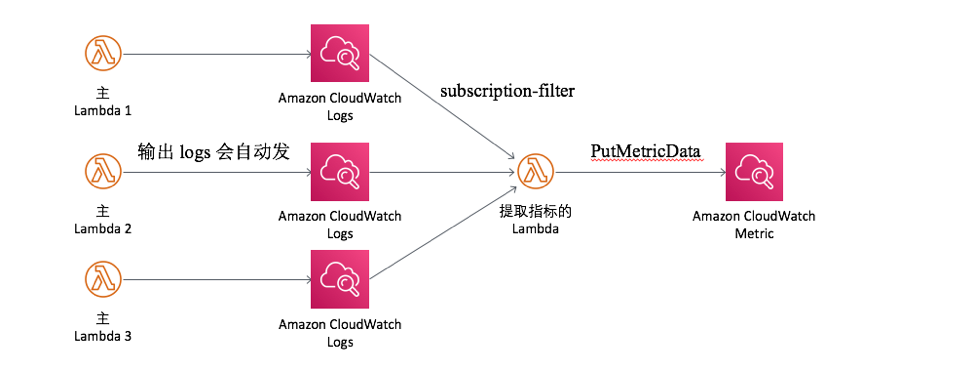 主
Lambda 1
Amazon CloudWatch
Logs
subscription-filter
输出 logs 会自动发
主
Lambda 2
Amazon CloudWatch
Logs
提取指标的
Lambda
PutMetricData
Amazon CloudWatch
Metric
主
Lambda 3
Amazon CloudWatch
Logs